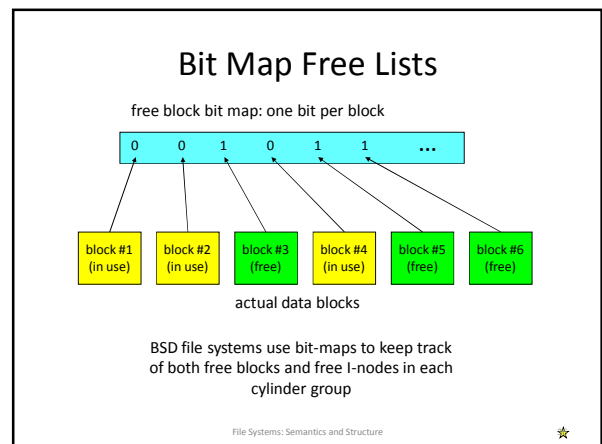 Bit Map Free Lists
free block bit map: one bit per block
0 0 1 0 1 1 ...
block #1 block #2 block #3 block #4 block #5 block #6
(in use) (in use) (free) (in use) (free) (free)
actual data blocks
BSD file systems use bit-maps to keep track
of both free blocks and free I-nodes in each
cylinder group
File Systems: Semantics and Structure